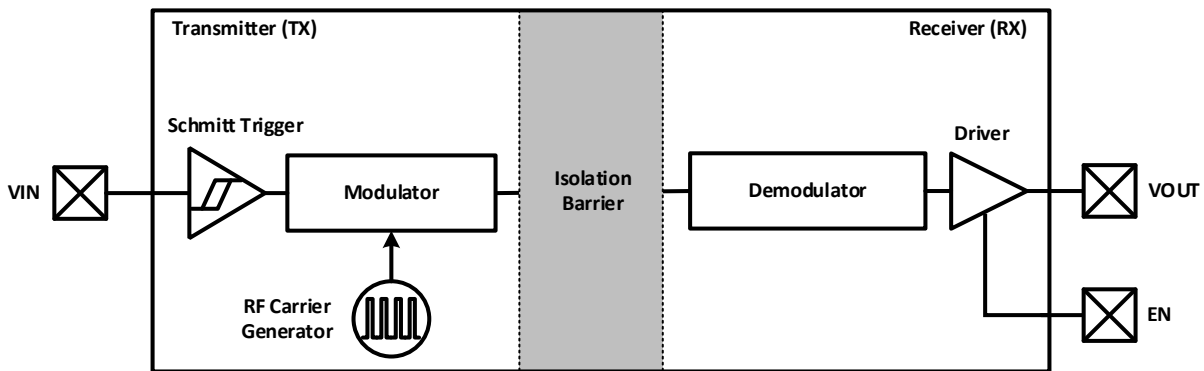 Transmitter (TX)
Receiver (RX)
Schmitt Trigger
Driver
VIN
Modulator
Isolation
Barrier
Demodulator
VOUT
RF Carrier
Generator
EN